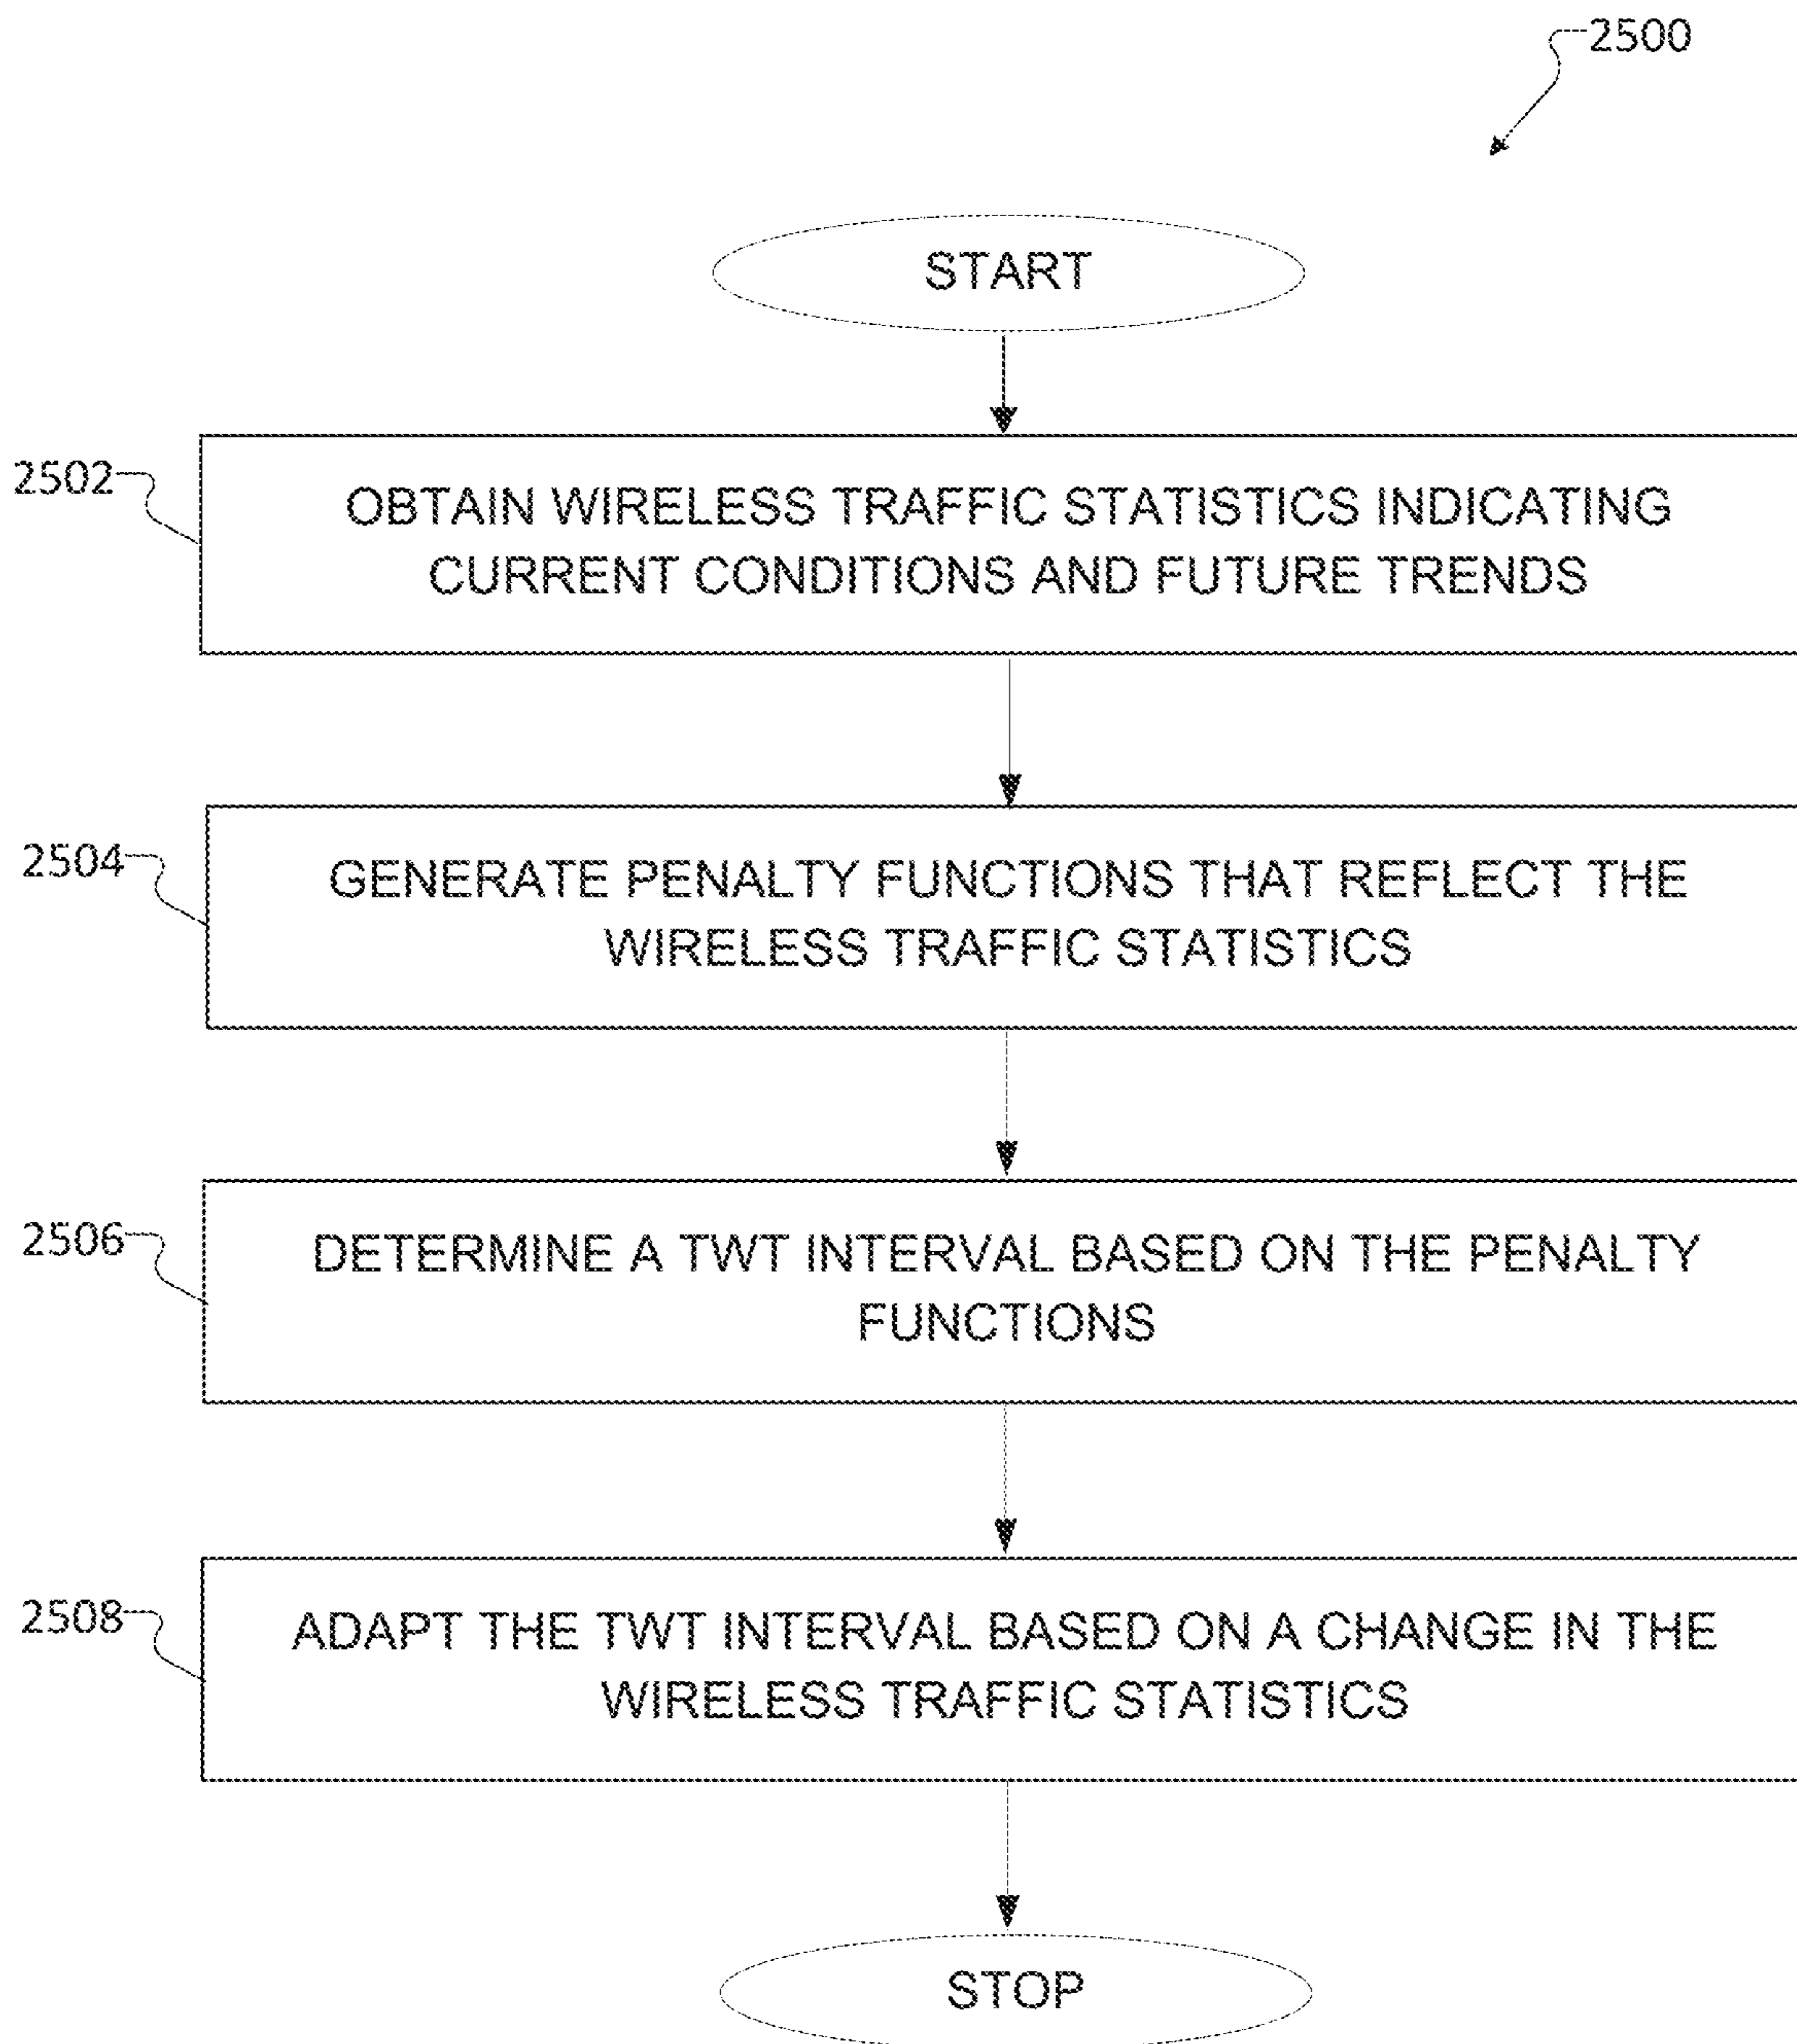 2500
START
2502
OBTAIN WIRELESS TRAFFIC STATISTICS INDICATING
CURRENT CONDITIONS AND FUTURE TRENDS
2504
GENERATE PENALTY FUNCTIONS THAT REFLECT THE
WIRELESS TRAFFIC STATISTICS
2506
DETERMINE A TWT INTERVAL BASED ON THE PENALTY
FUNCTIONS
2508
ADAPT THE TWT INTERVAL BASED ON A CHANGE IN THE
WIRELESS TRAFFIC STATISTICS
STOP